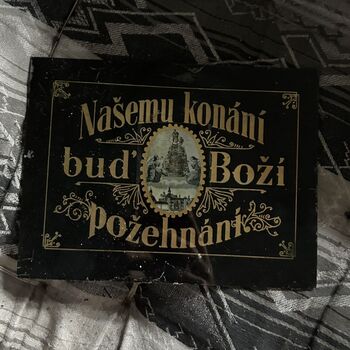 Našemu konání
buď Boží
požehnání